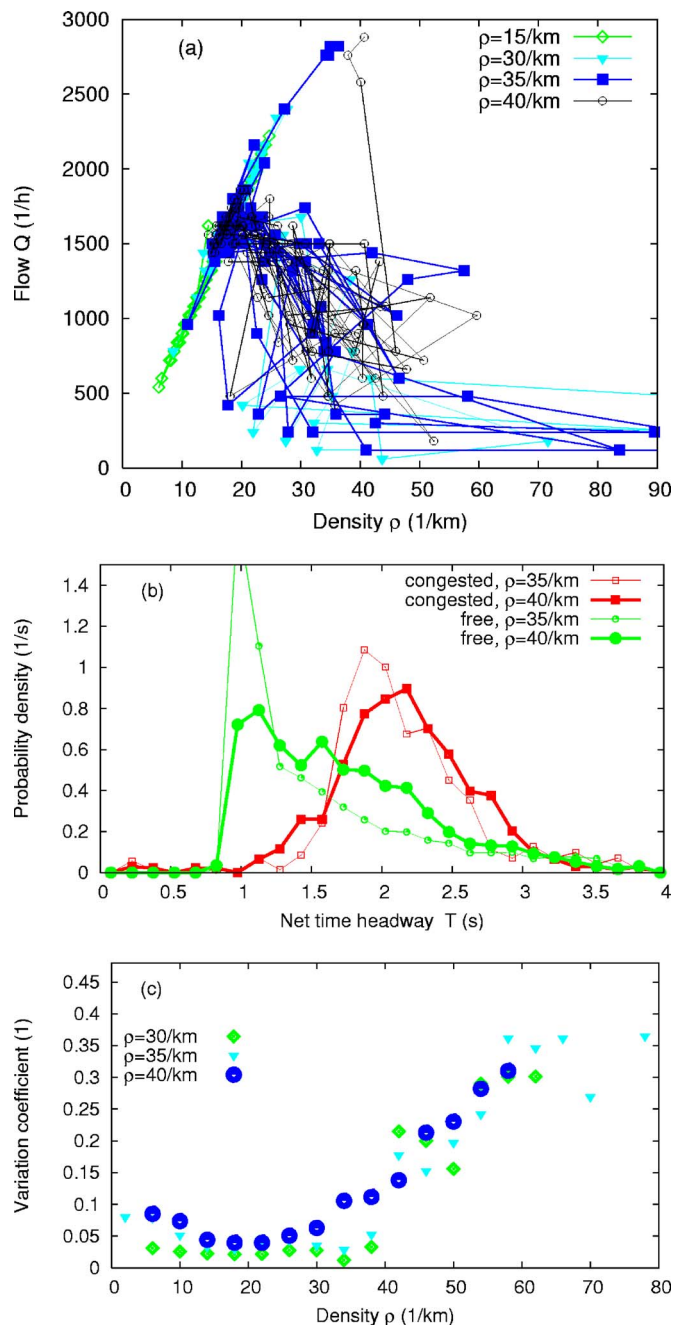 (a)
ρ=15/km
ρ=30/km
ρ=35/km
ρ=40/km
3000
2500
2000
1500
1000
500
0
Flow Q (1/h)
0 10 20 30 40 50 60 70 80 90
Density ρ (1/km)
(b)
congested, ρ=35/km
congested, ρ=40/km
free, ρ=35/km
free, ρ=40/km
1.4
1.2
1
0.8
0.6
0.4
0.2
0
Probability density (1/s)
0 0.5 1 1.5 2 2.5 3 3.5 4
Net time headway T (s)
(c)
ρ=30/km
ρ=35/km
ρ=40/km
0.45
0.4
0.35
0.3
0.25
0.2
0.15
0.1
0.05
0
Variation coefficient (1)
0 10 20 30 40 50 60 70 80
Density ρ (1/km)